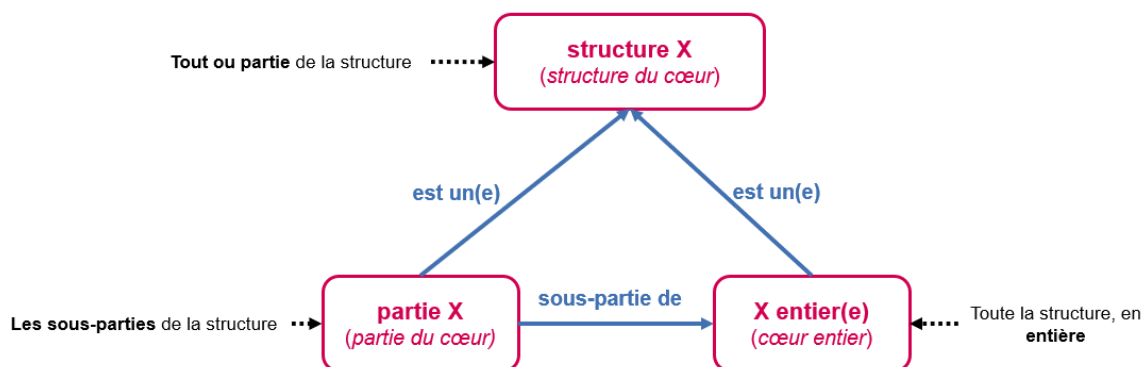 structure X
(structure du cœur)
Tout ou partie de la structure
est un(e)
est un(e)
partie X
(partie du cœur)
sous-partie de
X entier(e)
(cœur entier)
Les sous-parties de la structure
Toute la structure, en
entière